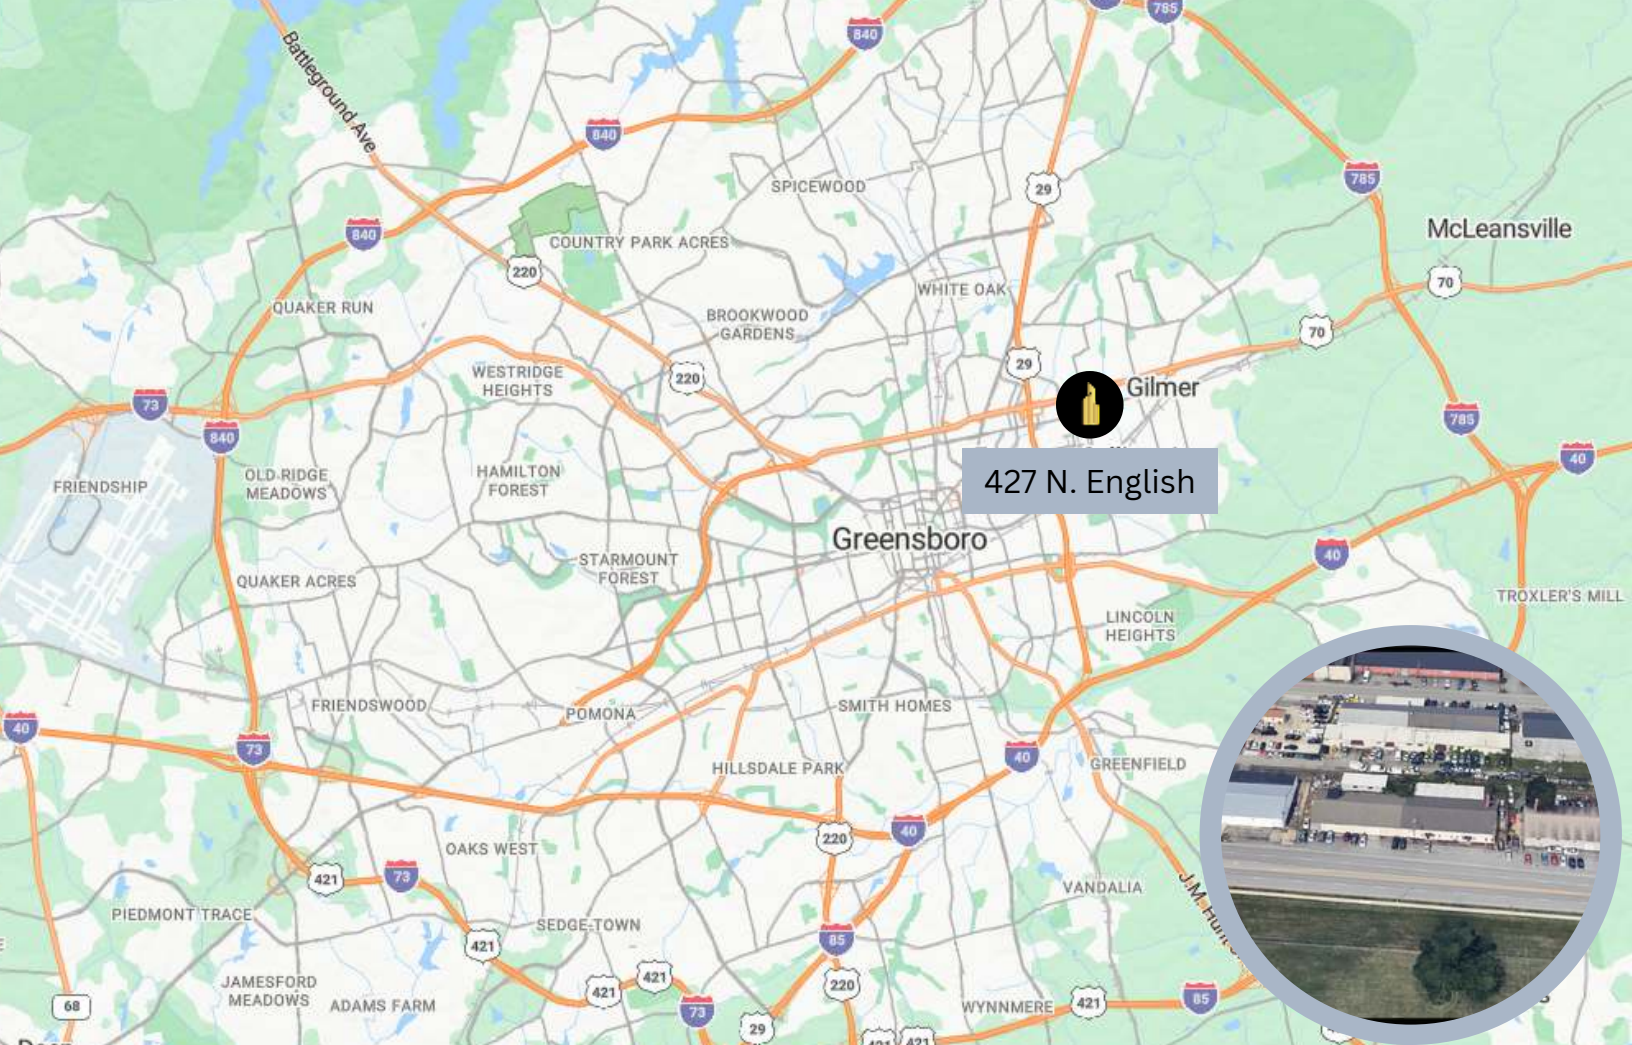 785
840
Battleground Ave
840
785
SPICEWOOD
29
McLeansville
840
COUNTRY PARK ACRES
220
70
WHITE OAK
QUAKER RUN
BROOKWOOD
GARDENS
70
29
WESTRIDGE
HEIGHTS
220
Gilmer
73
785
840
40
OLD RIDGE
MEADOWS
HAMILTON
FOREST
FRIENDSHIP
427 N. English
Greensboro
40
STARMOUNT
FOREST
QUAKER ACRES
TROXLER'S MILL
LINCOLN
HEIGHTS
FRIENDSWOOD
POMONA
SMITH HOMES
40
73
40
GREENFIELD
HILLSDALE PARK
220
40
OAKS WEST
421
73
VANDALIA
J.M. Hunt
PIEDMONT TRACE
SEDGE-TOWN
421
85
JAMESFORD
MEADOWS
ADAMS FARM
421
421
220
68
73
WYNNMERE
421
85
29
421
421